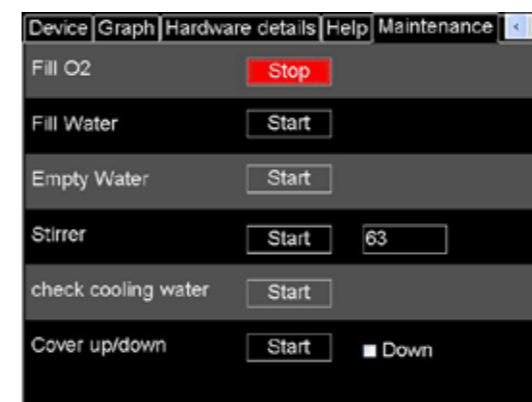 Device Graph Hardware details Help Maintenance
Fill O2 Stop
Fill Water Start
Empty Water Start
Stirrer Start 63
check cooling water Start
Cover up/down Start Down